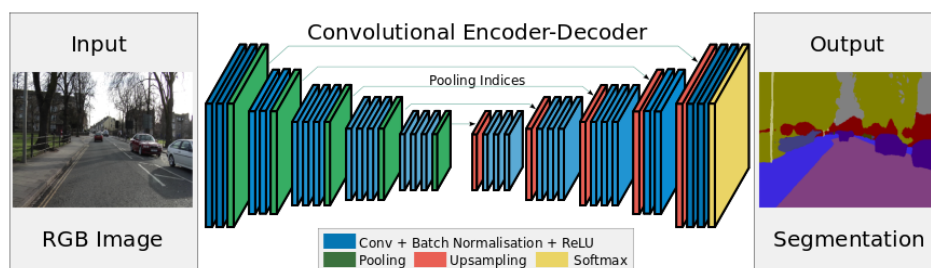 Input
RGB Image
Convolutional Encoder-Decoder
Pooling Indices
Conv + Batch Normalisation + ReLU
Pooling
Upsampling
Softmax
Output
Segmentation